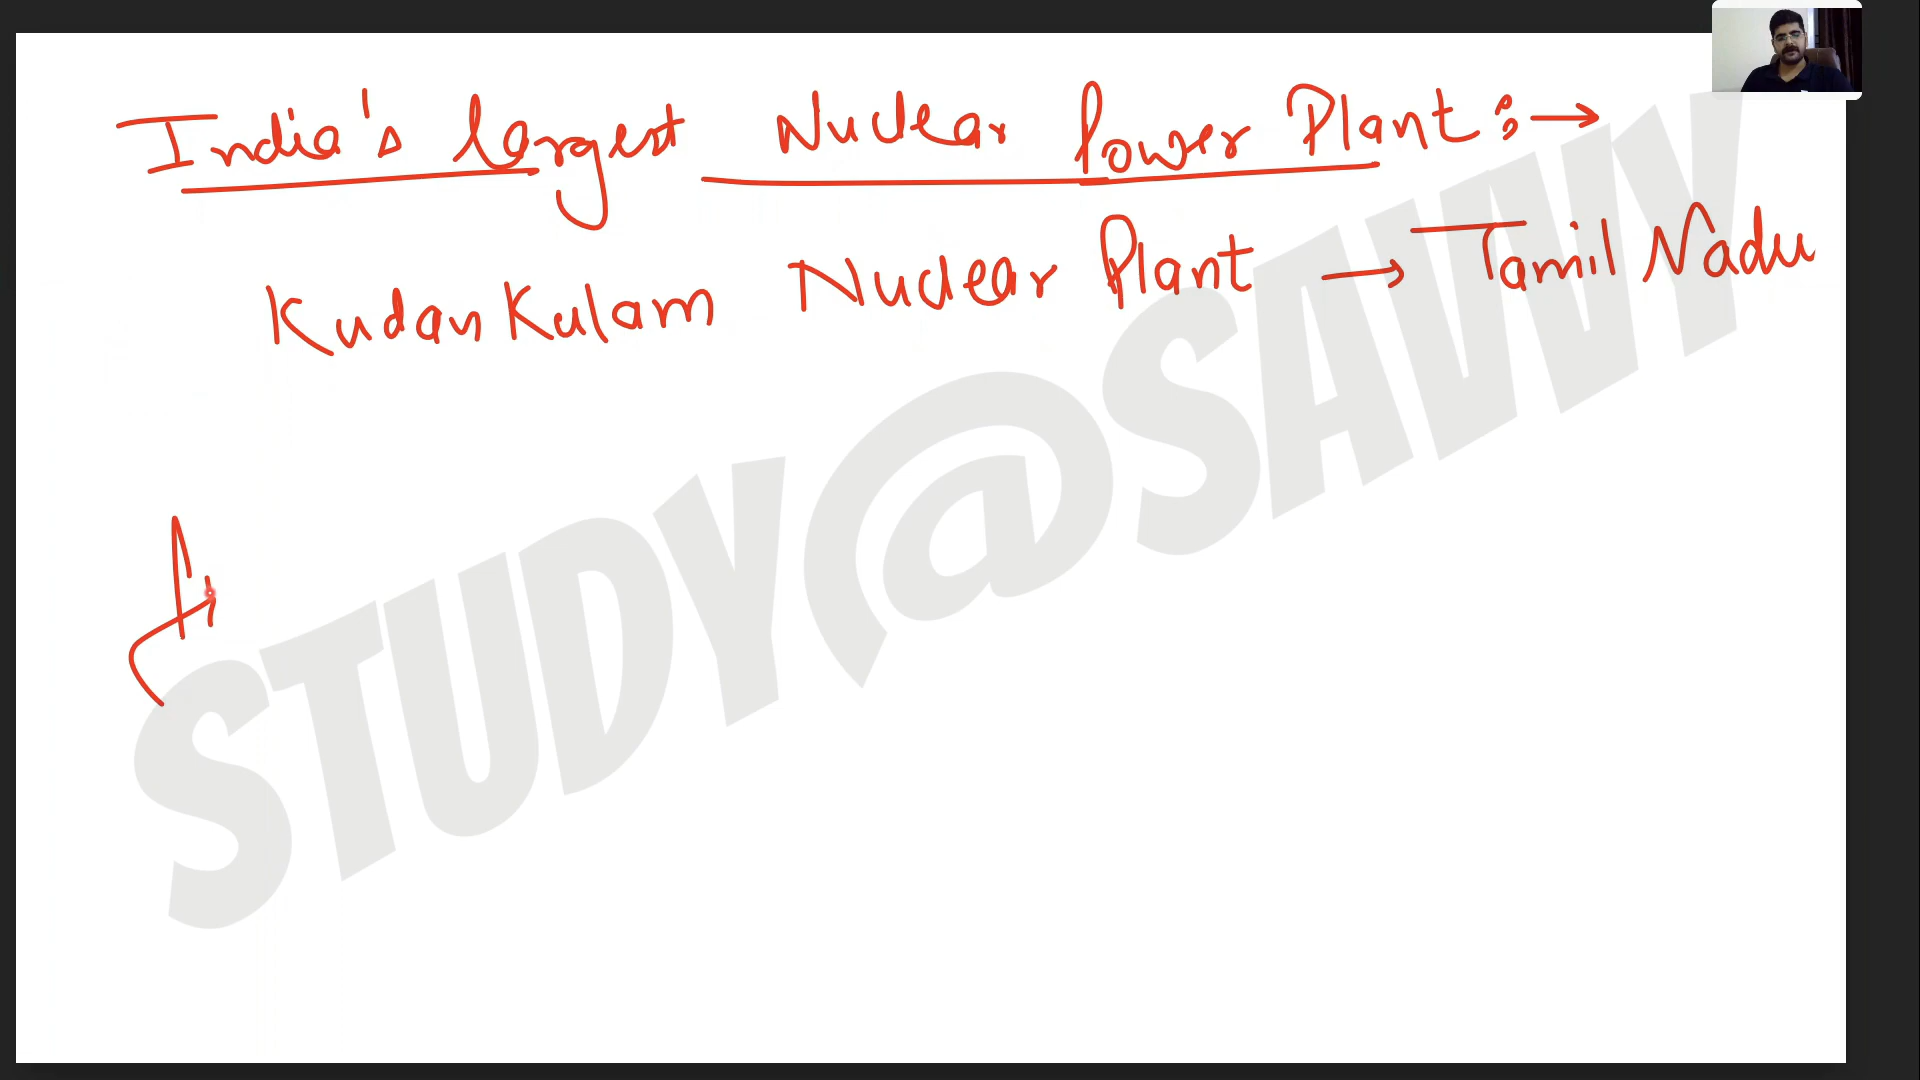 India's largest Nuclear Power Plant :→
Kudankulam Nuclear Plant → Tamil Nadu
STUDY@SAVVY